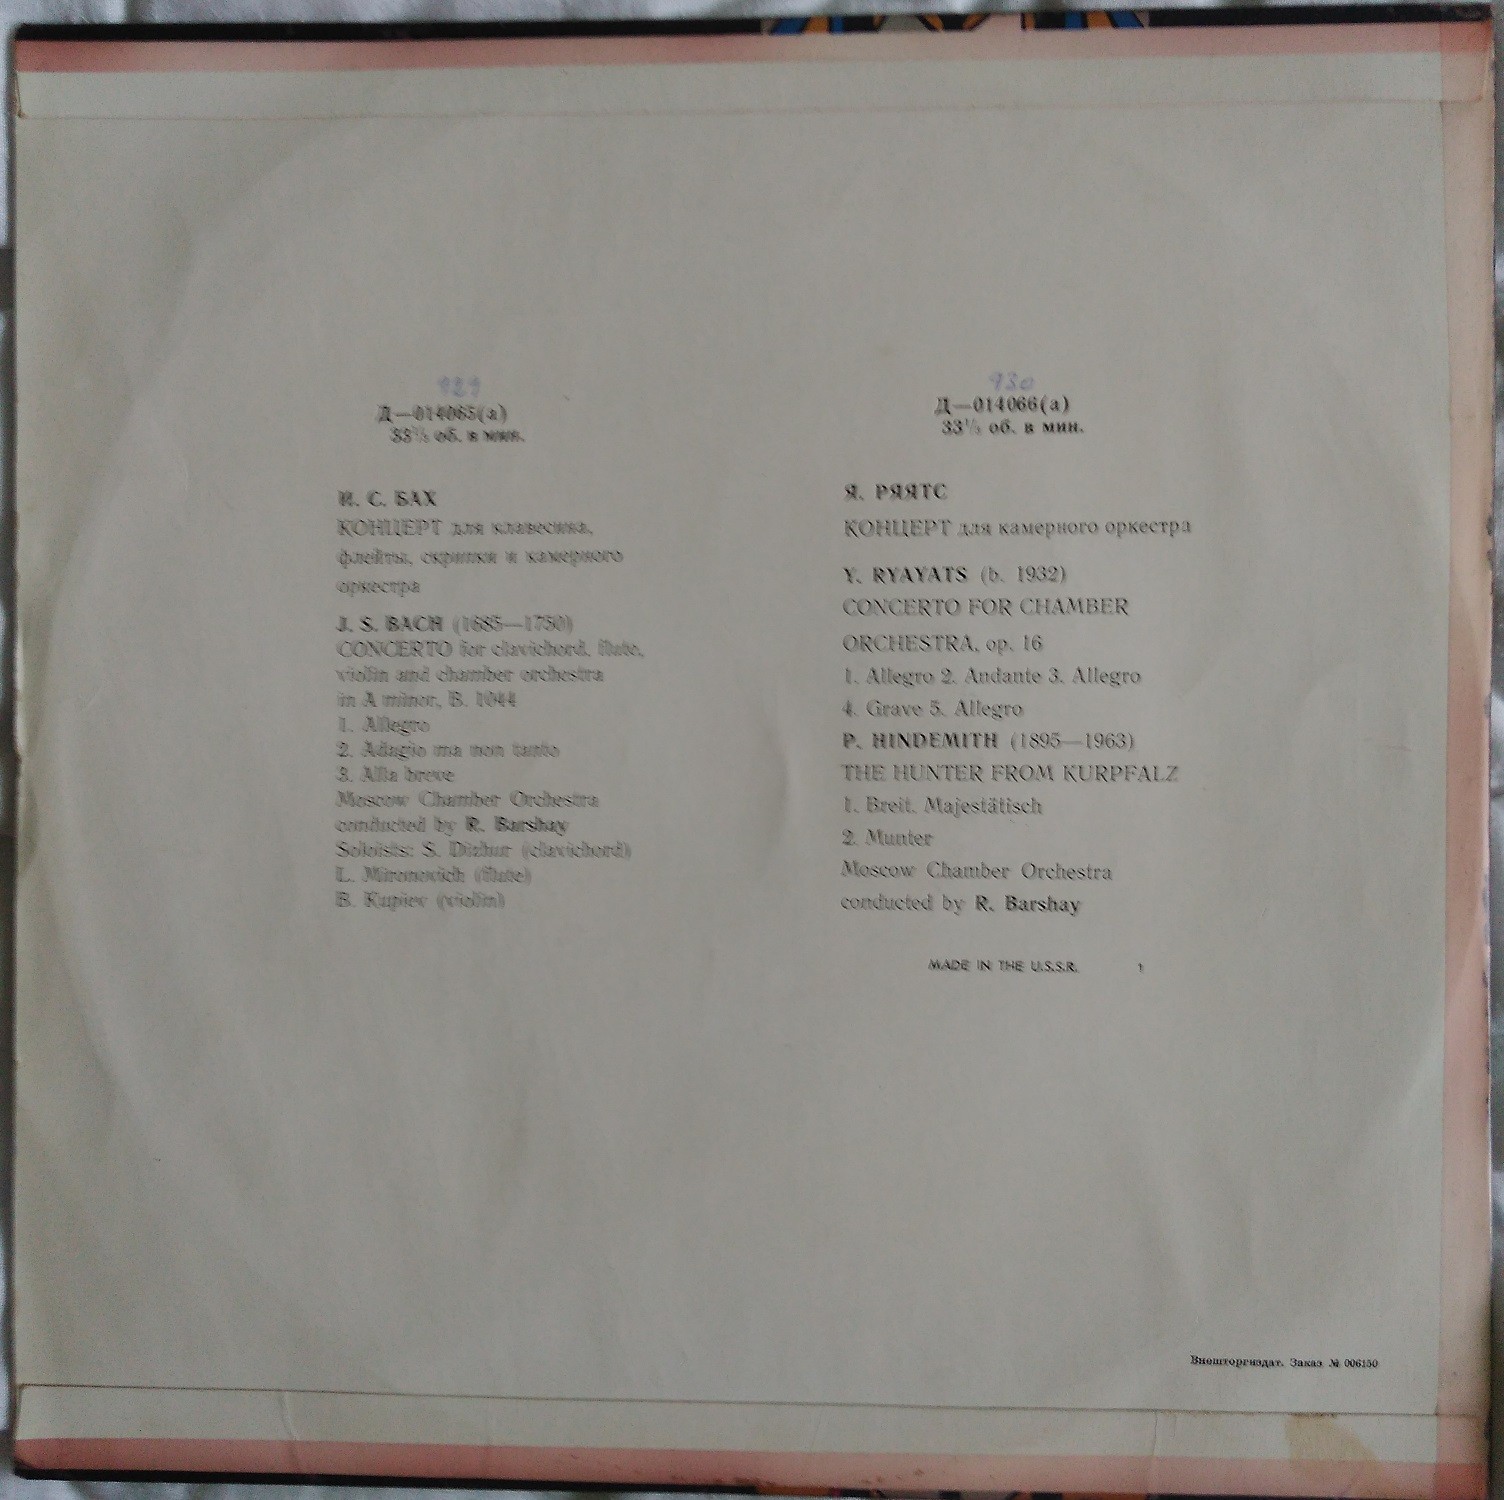 929
Д—014065(а)
33⅓ об. в мин.
И. С. БАХ
КОНЦЕРТ для клавесина,
флейты, скрипки и камерного
оркестра
J. S. BACH (1685—1750)
CONCERTO for clavichord, flute,
violin and chamber orchestra
in A minor, B. 1044
1. Allegro
2. Adagio ma non tanto
3. Alla breve
Moscow Chamber Orchestra
conducted by R. Barshay
Soloists: S. Dizhur (clavichord)
L. Mironovich (flute)
B. Kupiev (violin)
930
Д—014066(а)
33⅓ об. в мин.
Я. РЯЯТС
КОНЦЕРТ для камерного оркестра
Y. RYAYATS (b. 1932)
CONCERTO FOR CHAMBER
ORCHESTRA, op. 16
1. Allegro 2. Andante 3. Allegro
4. Grave 5. Allegro
P. HINDEMITH (1895—1963)
THE HUNTER FROM KURPFALZ
1. Breit. Majestätisch
2. Munter
Moscow Chamber Orchestra
conducted by R. Barshay
MADE IN THE U.S.S.R. 1
Внешторгиздат. Заказ № 006150